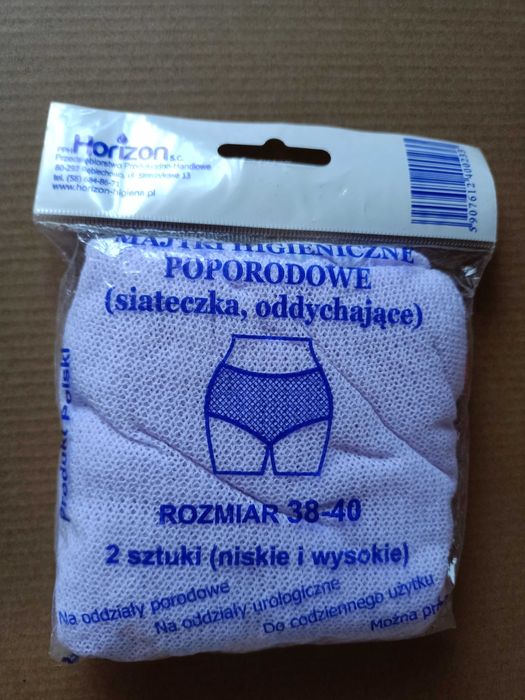 PPH Horizon s.c.
Przedsiębiorstwo Produkcyjno-Handlowe
www.horizon-higiena.pl
MAJTKI HIGIENICZNE
POPORODOWE
(siateczka, oddychające)
Produkt Polski
ROZMIAR 38-40
2 sztuki (niskie i wysokie)
Na oddziały porodowe
Na oddziały urologiczne
Do codziennego użytku
Można